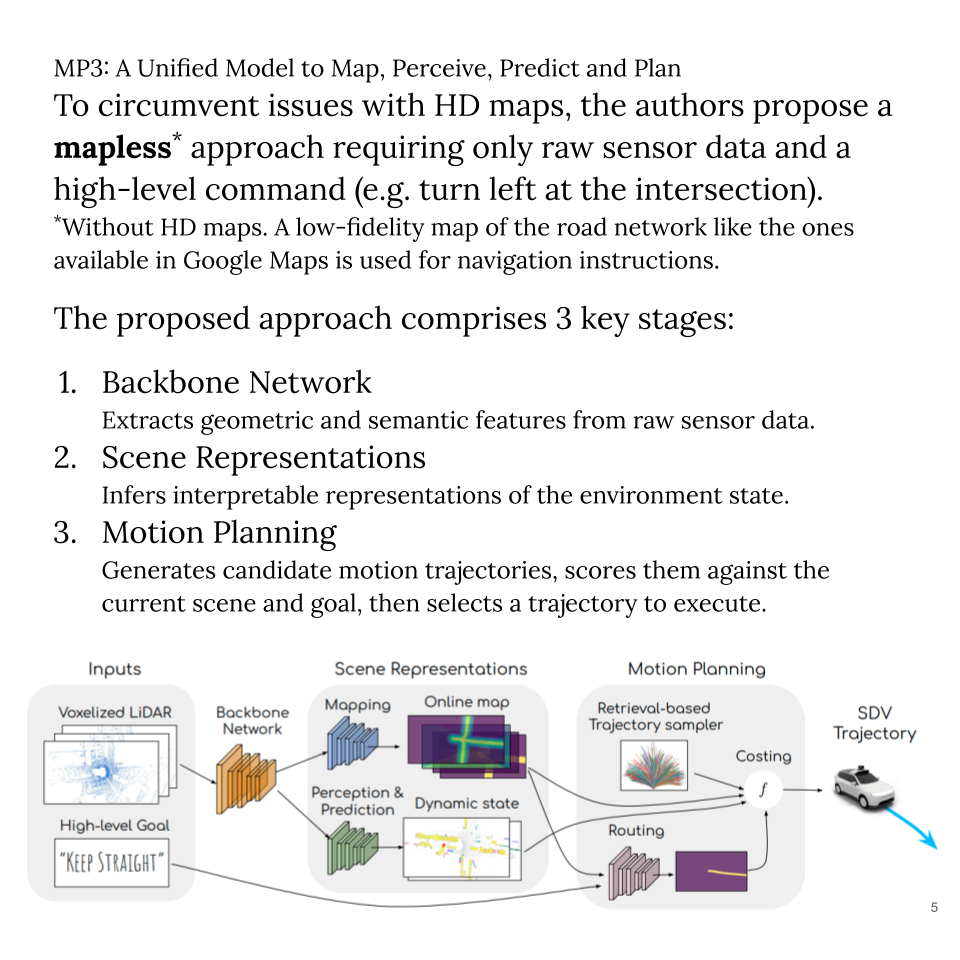 MP3: A Unified Model to Map, Perceive, Predict and Plan
To circumvent issues with HD maps, the authors propose a
mapless* approach requiring only raw sensor data and a
high-level command (e.g. turn left at the intersection).
*Without HD maps. A low-fidelity map of the road network like the ones
available in Google Maps is used for navigation instructions.
The proposed approach comprises 3 key stages:
1. Backbone Network
Extracts geometric and semantic features from raw sensor data.
2. Scene Representations
Infers interpretable representations of the environment state.
3. Motion Planning
Generates candidate motion trajectories, scores them against the
current scene and goal, then selects a trajectory to execute.
Inputs
Voxelized LiDAR
High-level Goal
"KEEP STRAIGHT"
Backbone
Network
Scene Representations
Mapping
Online map
Perception &
Prediction
Dynamic state
Motion Planning
Retrieval-based
Trajectory sampler
Costing
f
Routing
SDV
Trajectory
5